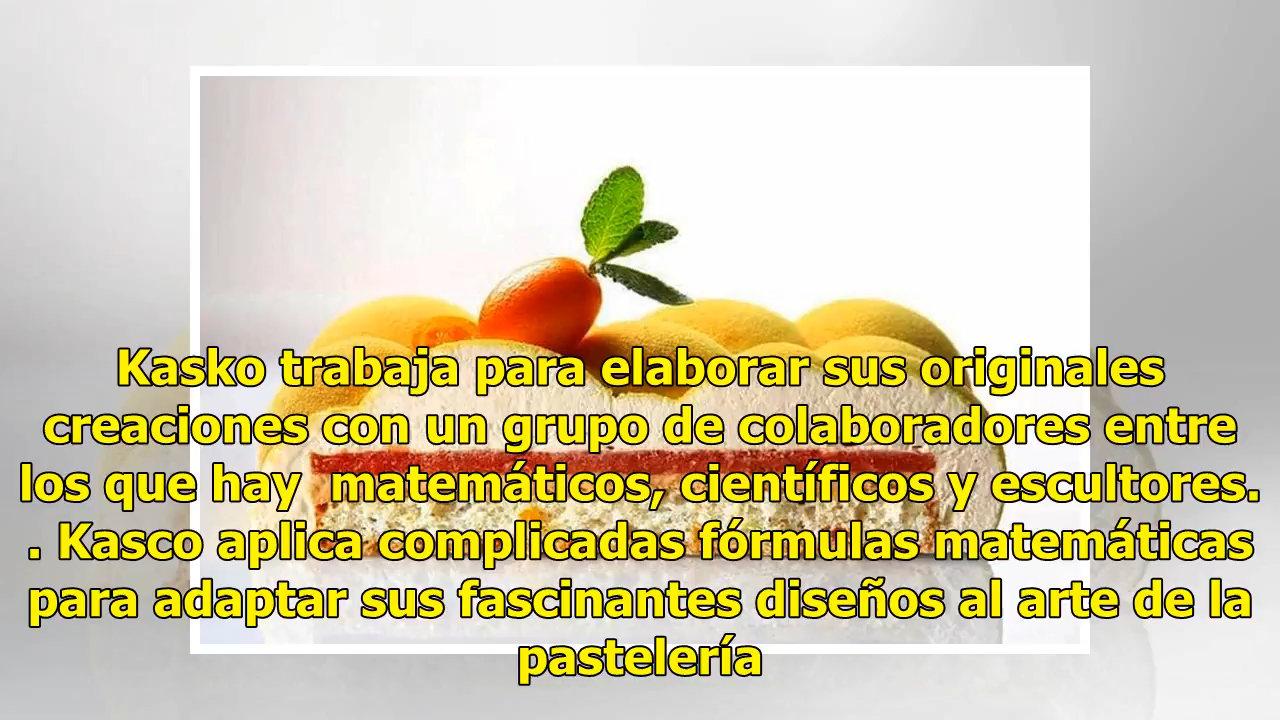 Kasko trabaja para elaborar sus originales
creaciones con un grupo de colaboradores entre
los que hay  matemáticos, científicos y escultores.
. Kasco aplica complicadas fórmulas matemáticas
para adaptar sus fascinantes diseños al arte de la
pastelería